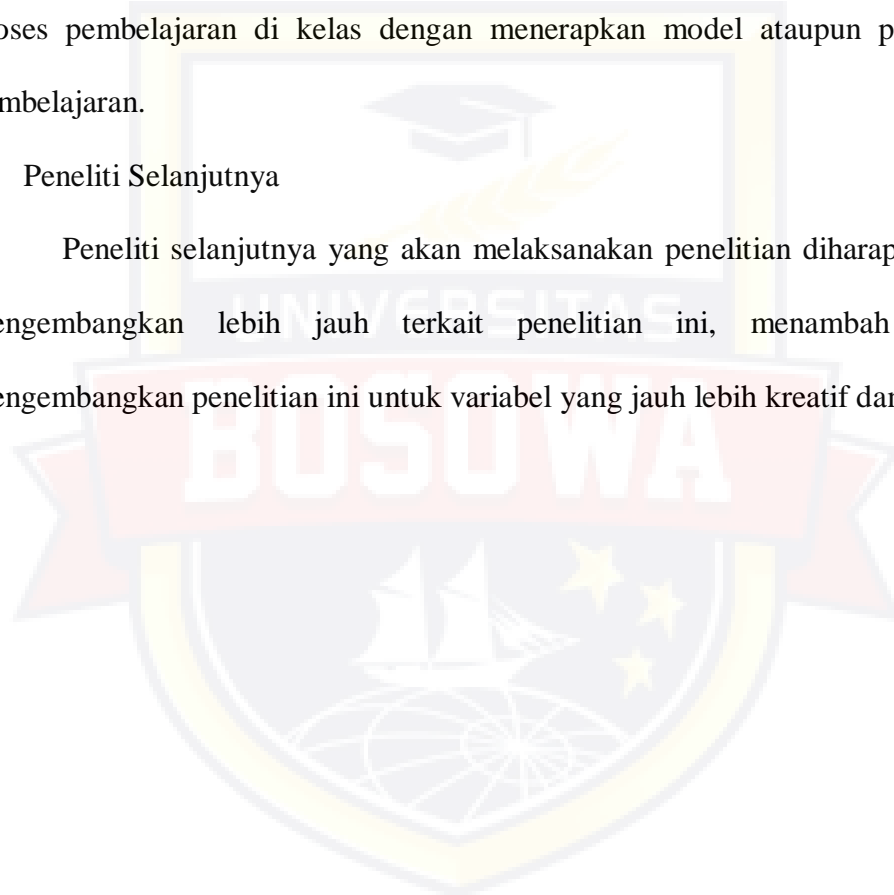 oses pembelajaran di kelas dengan menerapkan model ataupun p
mbelajaran.
Peneliti Selanjutnya
Peneliti selanjutnya yang akan melaksanakan penelitian diharap
engembangkan lebih jauh terkait penelitian ini, menambah
engembangkan penelitian ini untuk variabel yang jauh lebih kreatif dan
UNIVERSITAS
BOSOWA